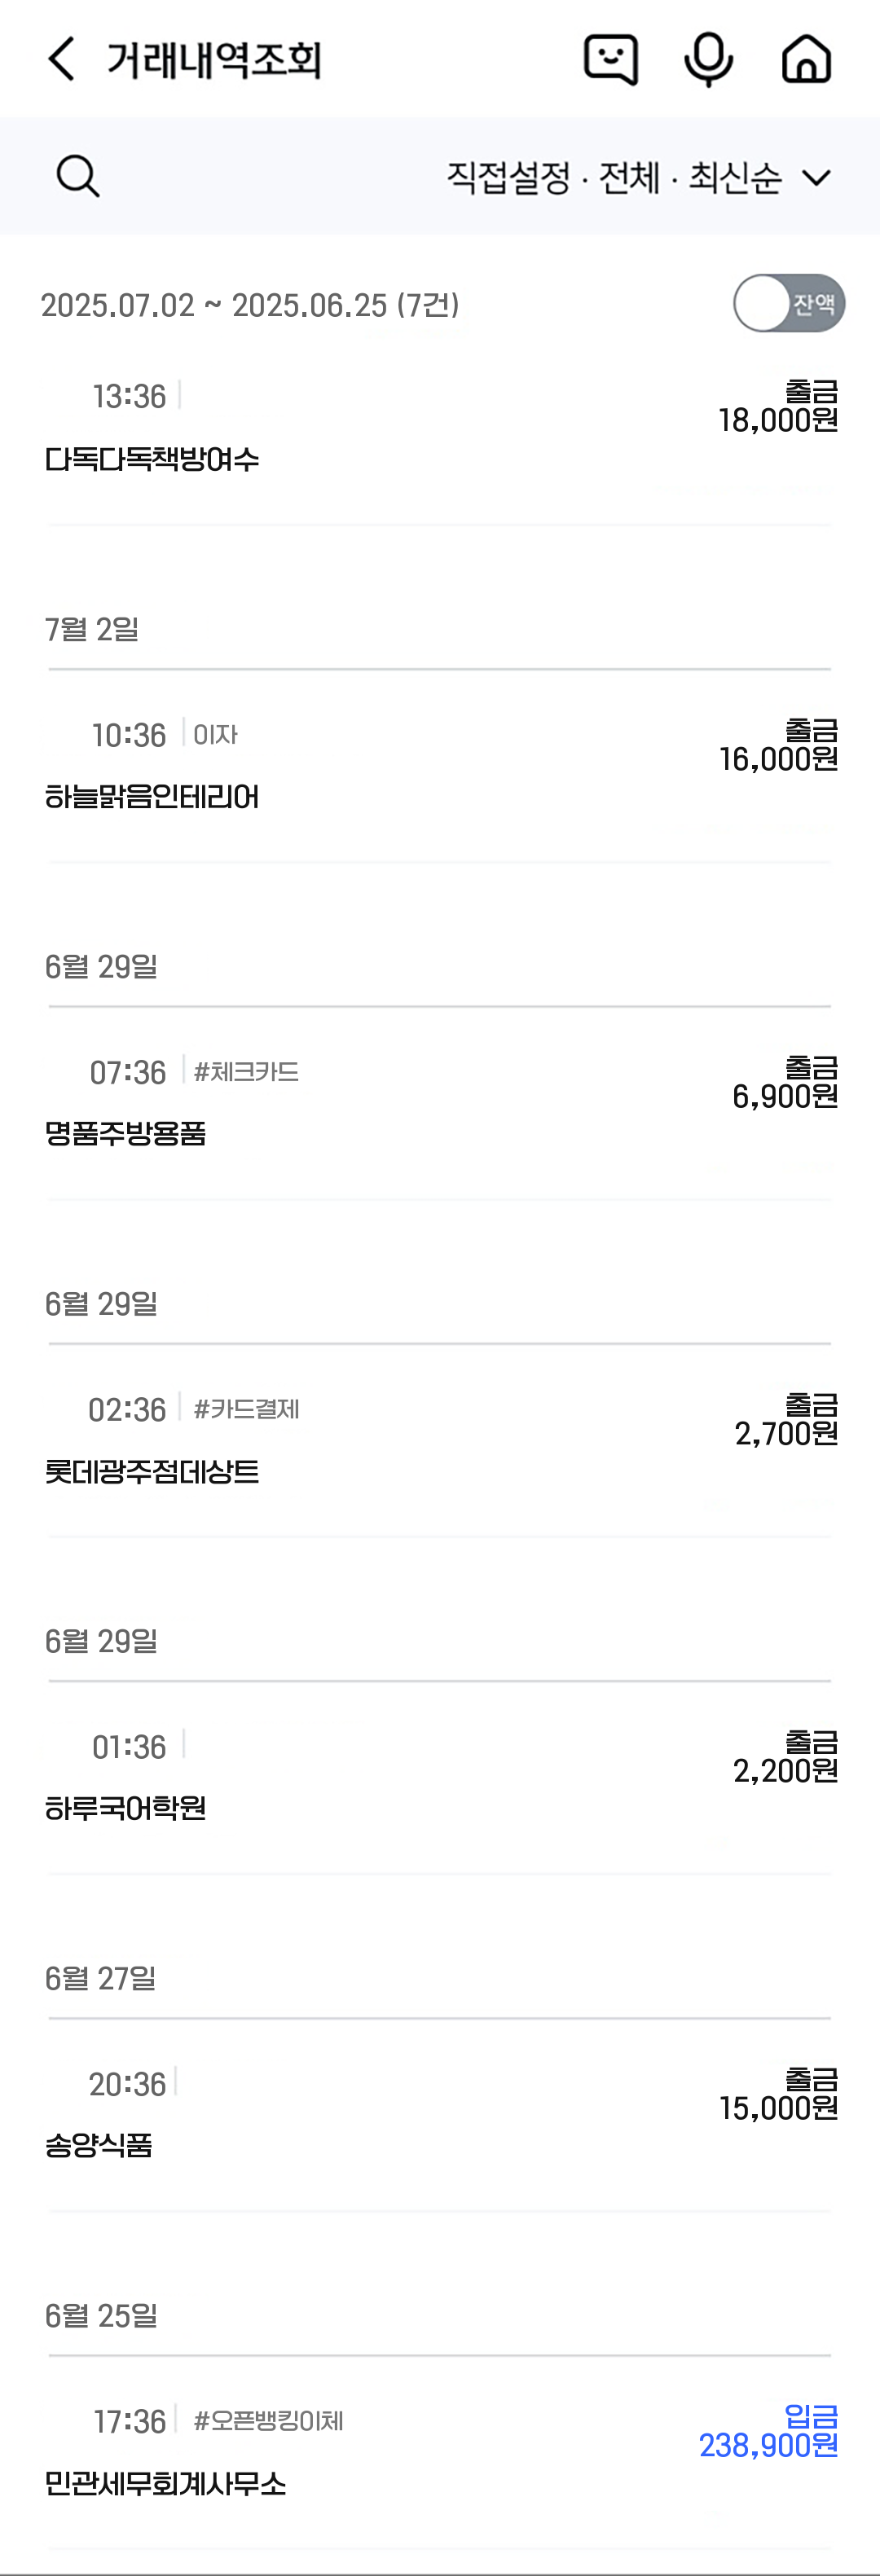 거래내역조회
직접설정 · 전체 · 최신순
2025.07.02 ~ 2025.06.25 (7건)
잔액
13:36
출금
18,000원
다독다독책방여수
7월 2일
10:36 이자
출금
16,000원
하늘맑음인테리어
6월 29일
07:36 #체크카드
출금
6,900원
명품주방용품
6월 29일
02:36 #카드결제
출금
2,700원
롯데광주점데상트
6월 29일
01:36
출금
2,200원
하루국어학원
6월 27일
20:36
출금
15,000원
송양식품
6월 25일
17:36 #오픈뱅킹이체
입금
238,900원
민관세무회계사무소